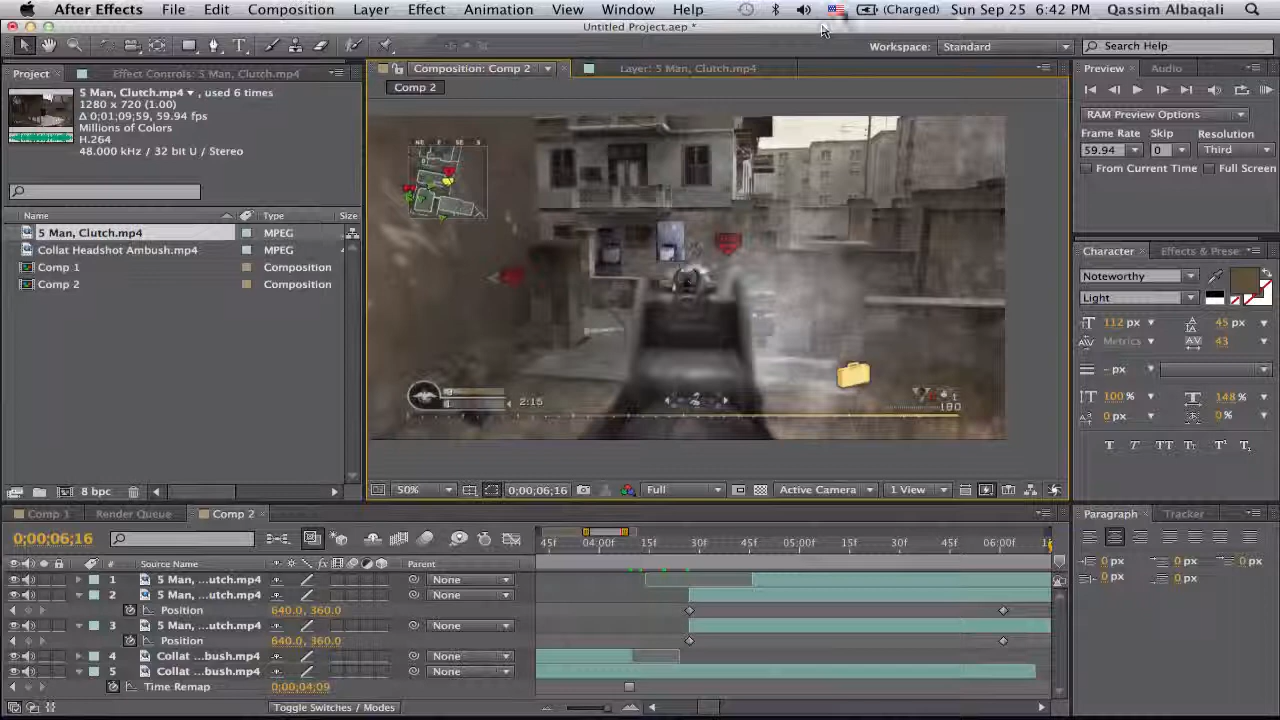 After Effects File Edit Composition Layer Effect Animation View Window Help (Charged) Sun Sep 25 6:42 PM Qassim Albaqali
Untitled Project.aep *
Workspace: Standard Search Help
Project Effect Controls: 5 Man, Clutch.mp4 Composition: Comp 2 Layer: 5 Man, Clutch.mp4 Preview Audio
Comp 2
5 Man, Clutch.mp4 , used 6 times
1280 x 720 (1.00)
Δ 0;01;09;59, 59.94 fps
Millions of Colors
H.264
48.000 kHz / 32 bit U / Stereo
RAM Preview Options
Frame Rate Skip Resolution
59.94 0 Third
From Current Time Full Screen
Name Type Size
5 Man, Clutch.mp4 MPEG
Collat Headshot Ambush.mp4 MPEG
Comp 1 Composition
Comp 2 Composition
NE E SE S
2:15
180
Character Effects & Prese
Noteworthy
Light
112 px 45 px
Metrics 43
- px
100 % 148 %
0 px 0 %
T T TT Tr T¹ T₁
8 bpc
50% 0;00;06;16 Full Active Camera 1 View
Comp 1 Render Queue Comp 2
Paragraph Tracker
0;00;06;16
45f 04:00f 15f 30f 45f 05:00f 15f 30f 45f 06:00f
# Source Name Parent
1 5 Man, ...utch.mp4 None
2 5 Man, ...utch.mp4 None
Position 640.0, 360.0
3 5 Man, ...utch.mp4 None
Position 640.0, 360.0
4 Collat ...bush.mp4 None
5 Collat ...bush.mp4 None
Time Remap 0;00;04;09
Toggle Switches / Modes
0 px 0 px 0 px
0 px 0 px